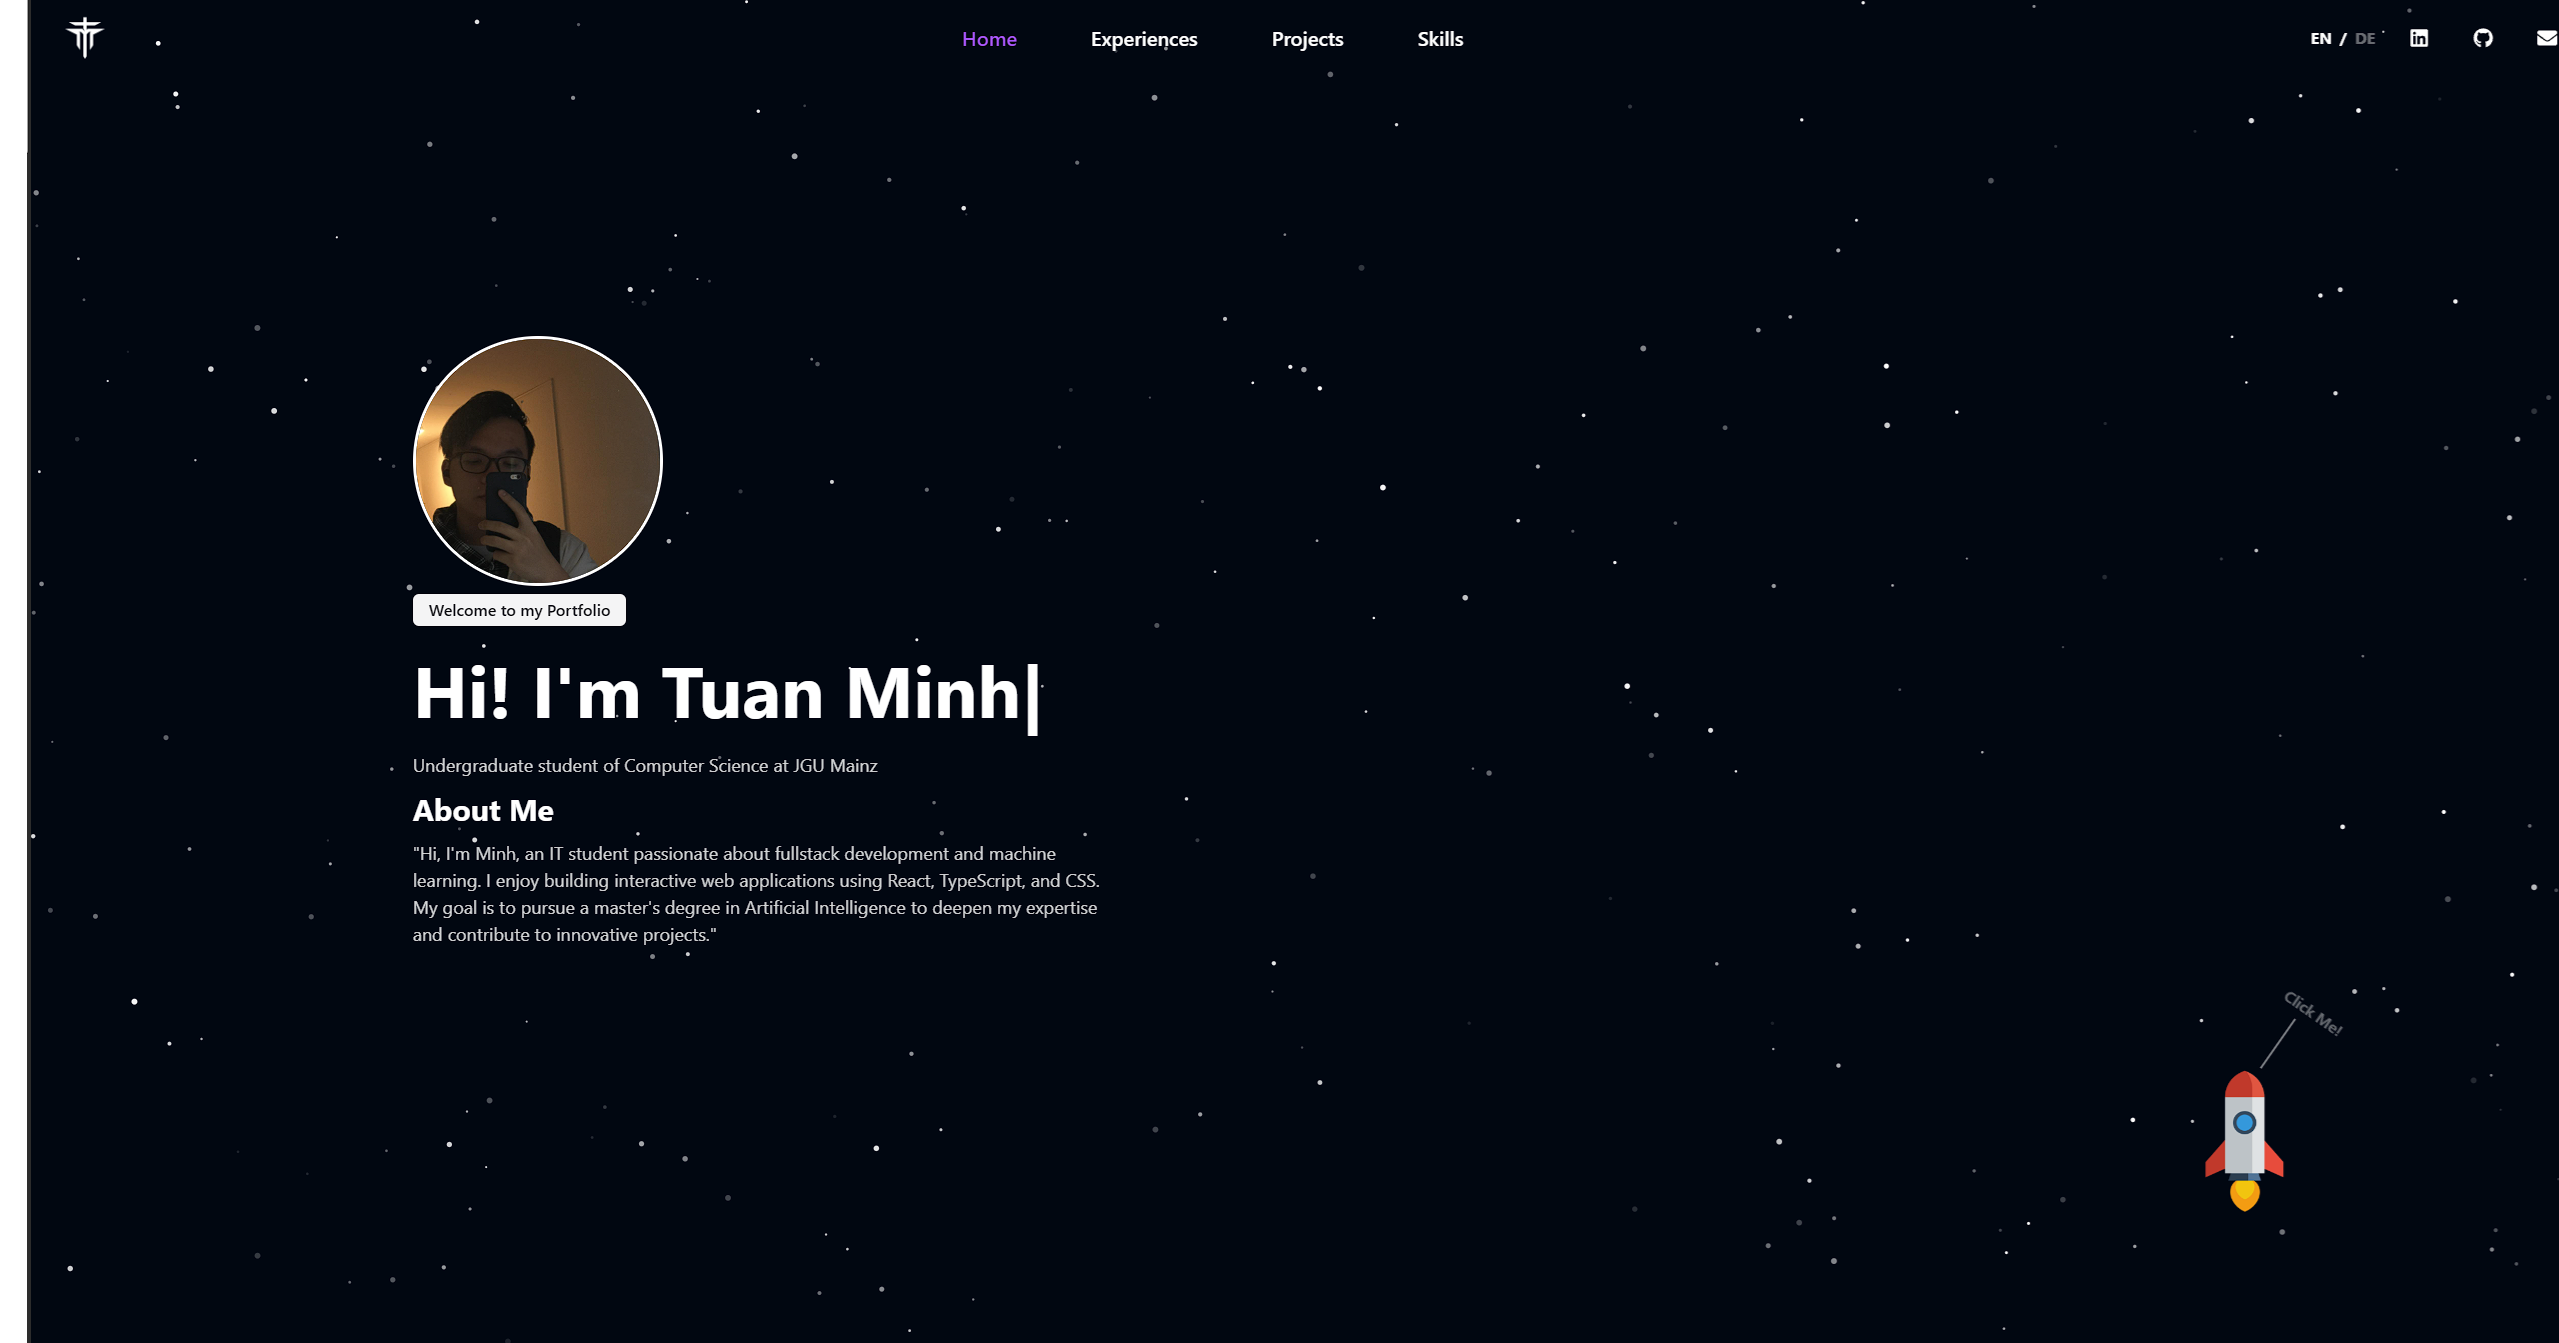 Home Experiences Projects Skills EN / DE
Welcome to my Portfolio
Hi! I'm Tuan Minh|
Undergraduate student of Computer Science at JGU Mainz
About Me
"Hi, I'm Minh, an IT student passionate about fullstack development and machine
learning. I enjoy building interactive web applications using React, TypeScript, and CSS.
My goal is to pursue a master's degree in Artificial Intelligence to deepen my expertise
and contribute to innovative projects."
Click Me!